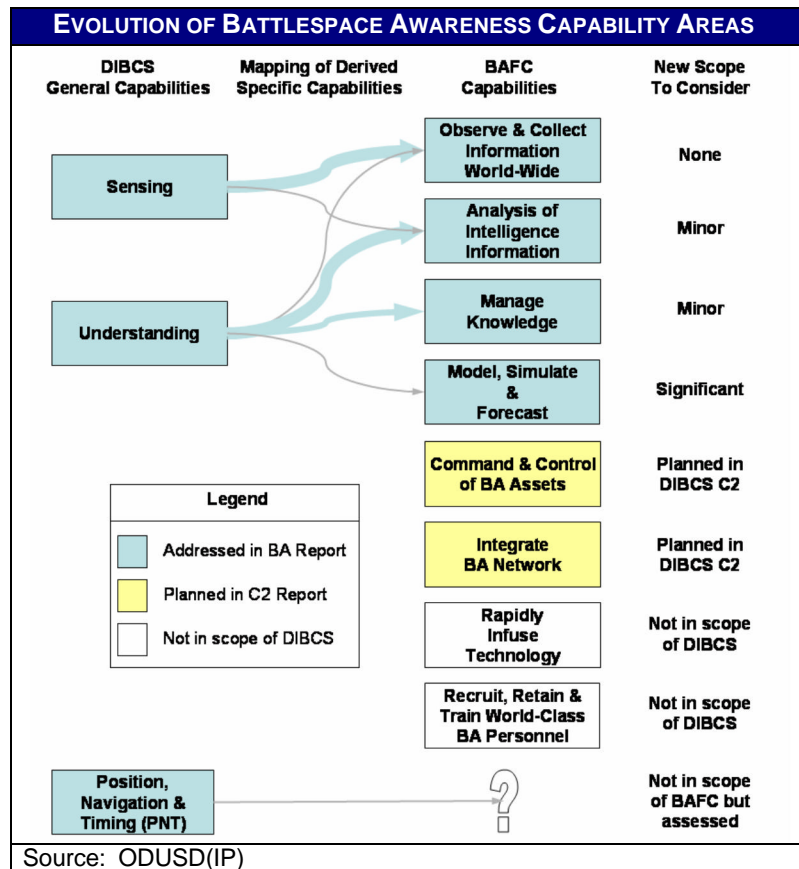 EVOLUTION OF BATTLESPACE AWARENESS CAPABILITY AREAS
DIBCS
General Capabilities
Mapping of Derived
Specific Capabilities
BAFC
Capabilities
New Scope
To Consider
Sensing
Observe & Collect
Information
World-Wide
None
Analysis of
Intelligence
Information
Minor
Understanding
Manage
Knowledge
Minor
Model, Simulate
&
Forecast
Significant
Command & Control
of BA Assets
Planned in
DIBCS C2
Legend
Addressed in BA Report
Planned in C2 Report
Not in scope of DIBCS
Integrate
BA Network
Planned in
DIBCS C2
Rapidly
Infuse
Technology
Not in scope
of DIBCS
Recruit, Retain &
Train World-Class
BA Personnel
Not in scope
of DIBCS
Position,
Navigation &
Timing (PNT)
?
Not in scope
of BAFC but
assessed
Source: ODUSD(IP)